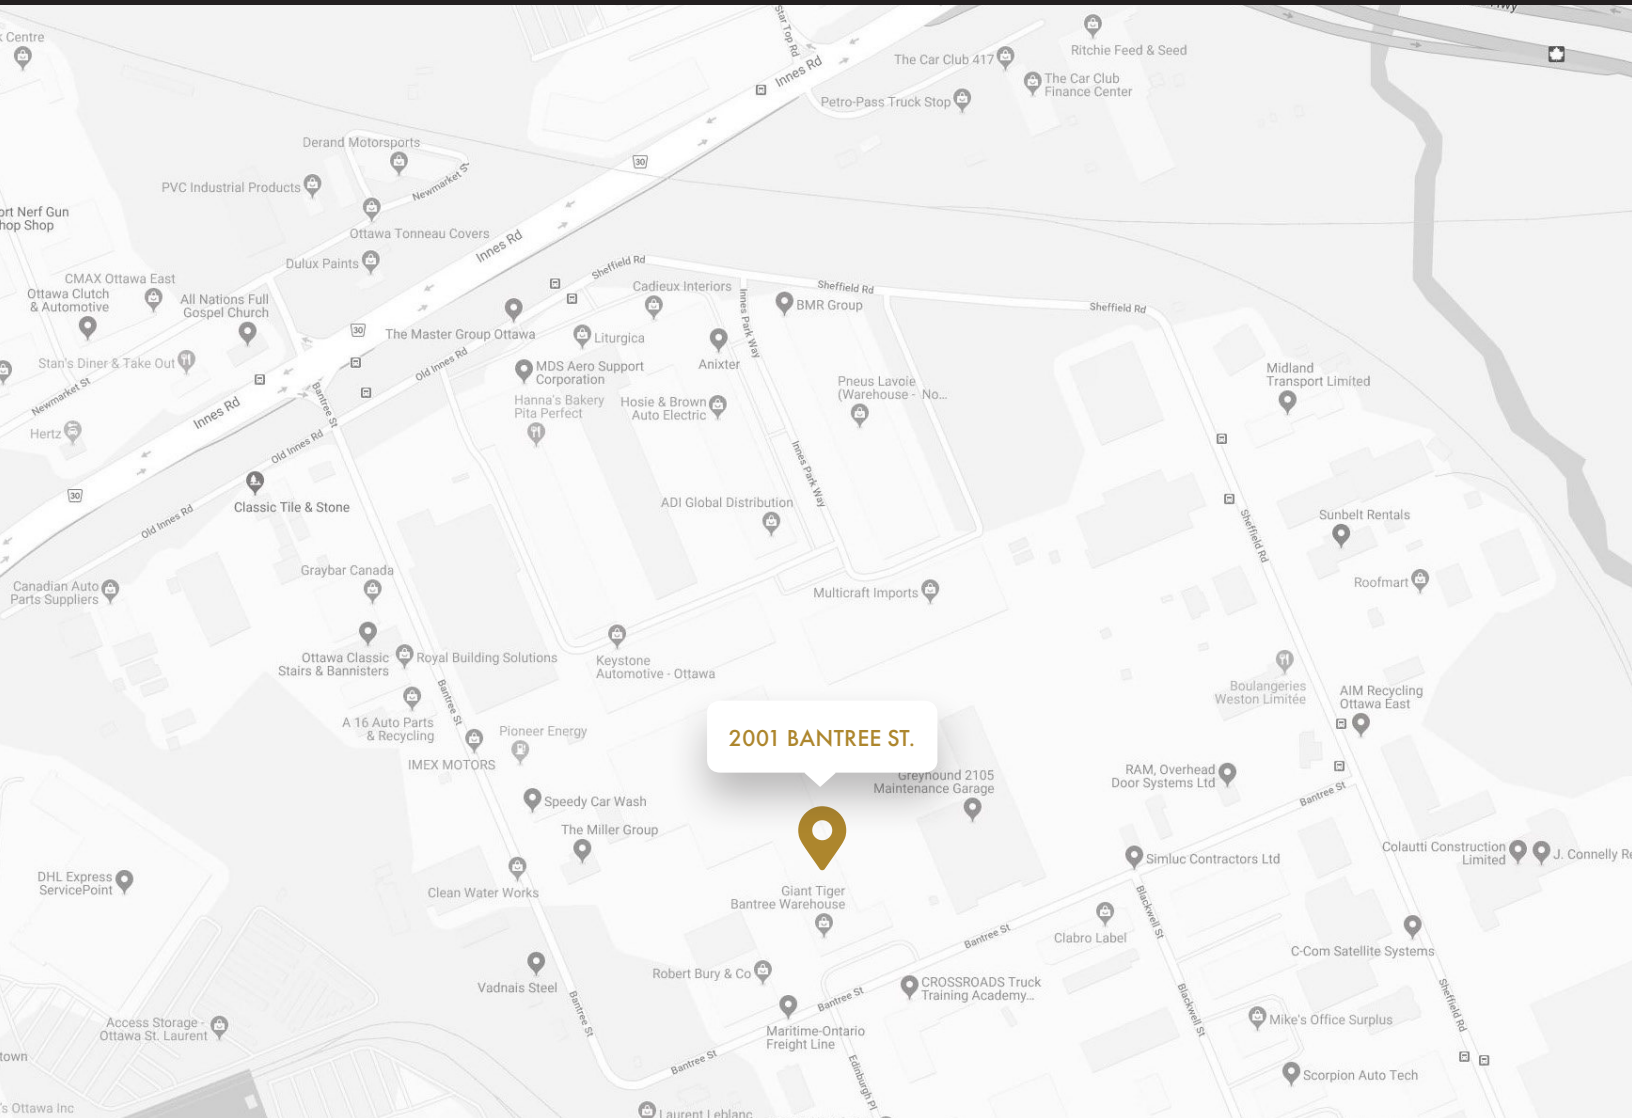 Centre
Star Top Rd
Innes Rd
The Car Club 417
Ritchie Feed & Seed
The Car Club
Finance Center
Petro-Pass Truck Stop
30
Derand Motorsports
PVC Industrial Products
Newmarket St
ort Nerf Gun
hop Shop
Ottawa Tonneau Covers
Innes Rd
Dulux Paints
Sheffield Rd
CMAX Ottawa East
Ottawa Clutch
& Automotive
All Nations Full
Gospel Church
Cadieux Interiors
Sheffield Rd
BMR Group
Sheffield Rd
30
The Master Group Ottawa
Liturgica
Innes Park Way
Stan's Diner & Take Out
Old Innes Rd
MDS Aero Support
Corporation
Anixter
Midland
Transport Limited
Newmarket St
Bantree St
Hanna's Bakery
Pita Perfect
Hosie & Brown
Auto Electric
Pneus Lavoie
(Warehouse - No...
Innes Rd
Hertz
Old Innes Rd
Innes Park Way
30
Classic Tile & Stone
Old Innes Rd
ADI Global Distribution
Sunbelt Rentals
Sheffield Rd
Graybar Canada
Canadian Auto
Parts Suppliers
Multicraft Imports
Roofmart
Ottawa Classic
Stairs & Bannisters
Royal Building Solutions
Keystone
Automotive - Ottawa
Bantree St
Boulangeries
Weston Limitée
AIM Recycling
Ottawa East
A 16 Auto Parts
& Recycling
Pioneer Energy
2001 BANTREE ST.
IMEX MOTORS
Greyhound 2105
Maintenance Garage
RAM, Overhead
Door Systems Ltd
Speedy Car Wash
Bantree St
The Miller Group
Simluc Contractors Ltd
Colautti Construction
Limited
J. Connelly Re
DHL Express
ServicePoint
Clean Water Works
Giant Tiger
Bantree Warehouse
Blackwell St
Bantree St
Clabro Label
C-Com Satellite Systems
Vadnais Steel
Robert Bury & Co
CROSSROADS Truck
Training Academy...
Bantree St
Bantree St
Blackwell St
Sheffield Rd
Access Storage -
Ottawa St. Laurent
Maritime-Ontario
Freight Line
Mike's Office Surplus
town
Bantree St
Edinburgh Pl
Scorpion Auto Tech
's Ottawa Inc
Laurent Leblanc